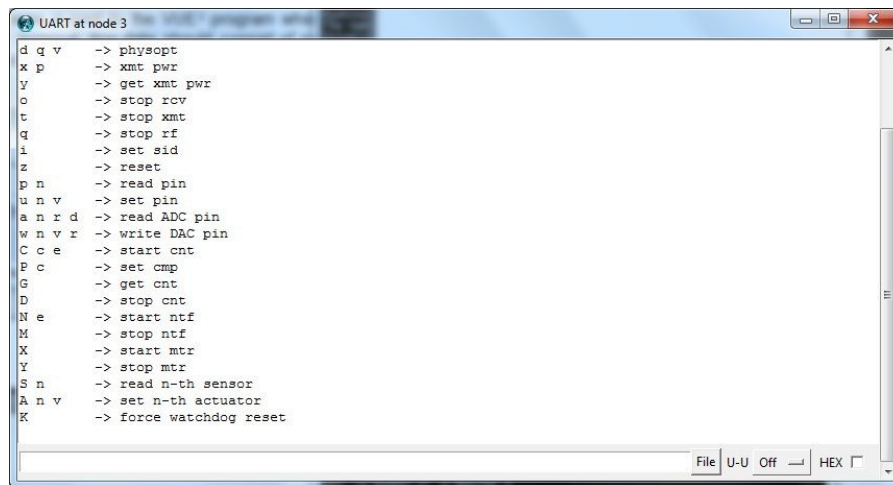 UART at node 3
d q v    -> physopt
x p      -> xmt pwr
y        -> get xmt pwr
o        -> stop rcv
t        -> stop xmt
q        -> stop rf
i        -> set sid
z        -> reset
p n      -> read pin
u n v    -> set pin
a n r d  -> read ADC pin
w n v r  -> write DAC pin
C c e    -> start cnt
P c      -> set cmp
G        -> get cnt
D        -> stop cnt
N e      -> start ntf
M        -> stop ntf
X        -> start mtr
Y        -> stop mtr
S n      -> read n-th sensor
A n v    -> set n-th actuator
K        -> force watchdog reset
File U-U Off HEX